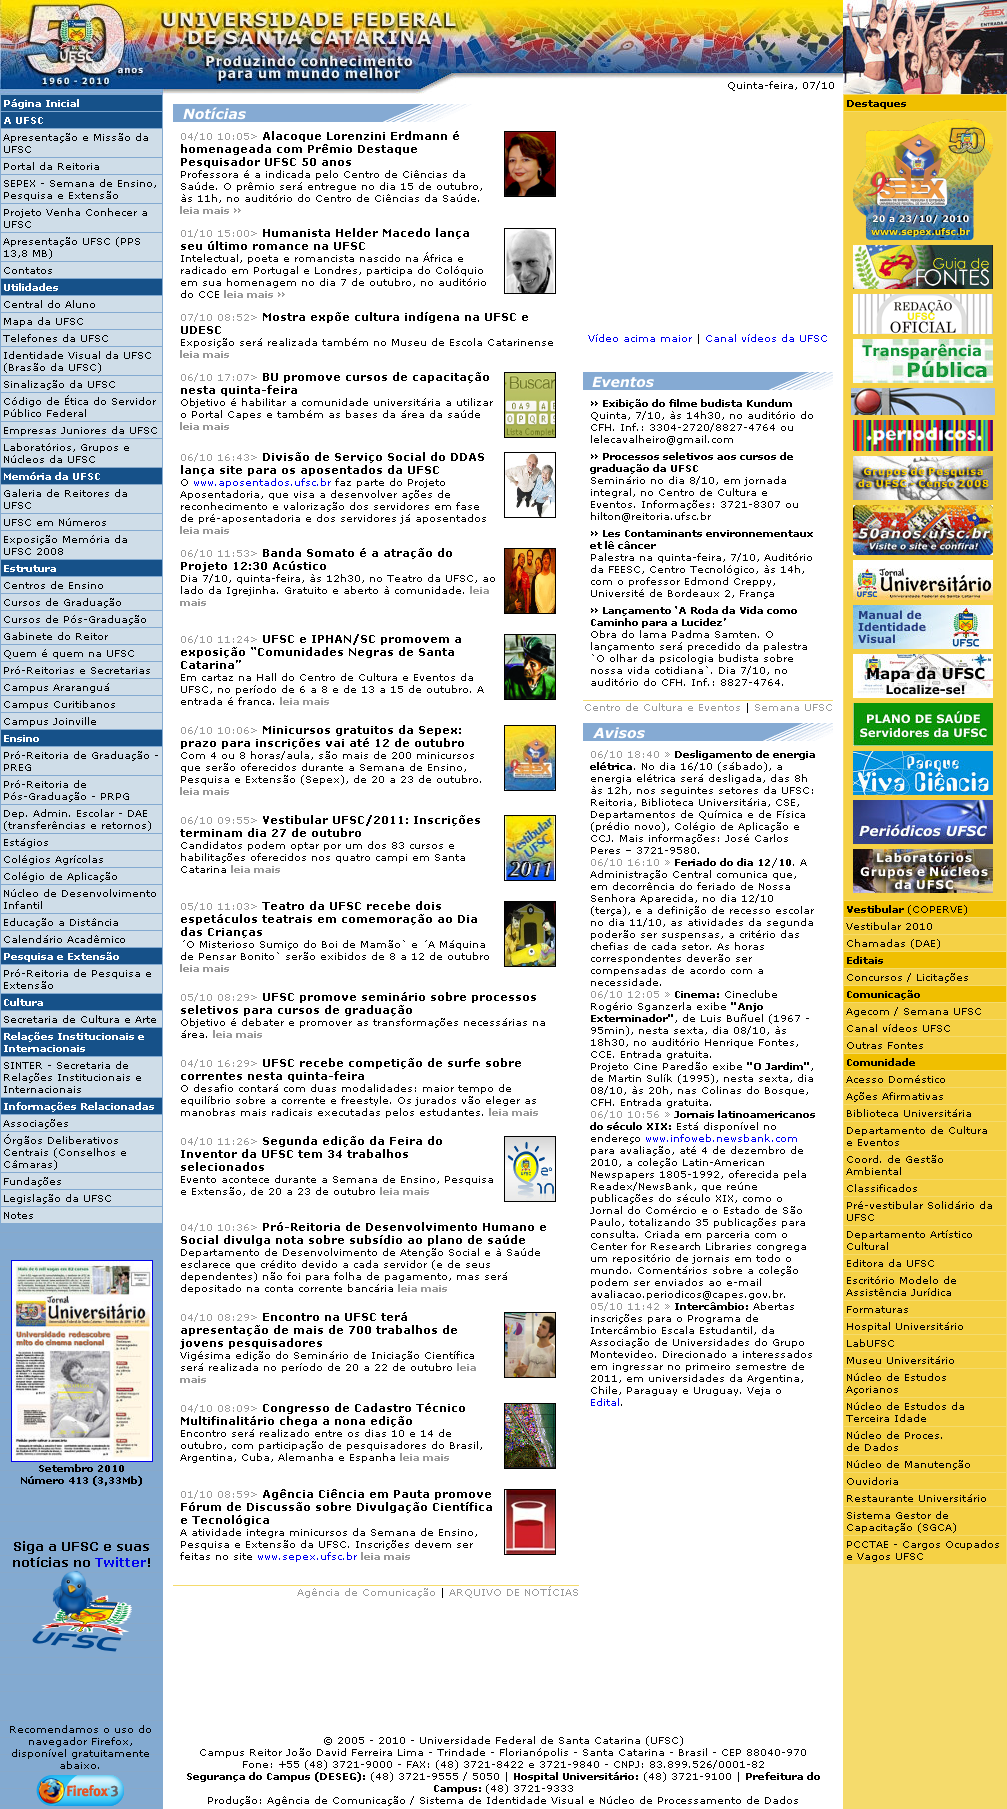 50
UFSC
anos
1960 - 2010
UNIVERSIDADE FEDERAL
DE SANTA CATARINA
Produzindo conhecimento
para um mundo melhor
Quinta-feira, 07/10
Página Inicial
A UFSC
Apresentação e Missão da
UFSC
Portal da Reitoria
SEPEX - Semana de Ensino,
Pesquisa e Extensão
Projeto Venha Conhecer a
UFSC
Apresentação UFSC (PPS
13,8 MB)
Contatos
Utilidades
Central do Aluno
Mapa da UFSC
Telefones da UFSC
Identidade Visual da UFSC
(Brasão da UFSC)
Sinalização da UFSC
Código de Ética do Servidor
Público Federal
Empresas Juniores da UFSC
Laboratórios, Grupos e
Núcleos da UFSC
Memória da UFSC
Galeria de Reitores da
UFSC
UFSC em Números
Exposição Memória da
UFSC 2008
Estrutura
Centros de Ensino
Cursos de Graduação
Cursos de Pós-Graduação
Gabinete do Reitor
Quem é quem na UFSC
Pró-Reitorias e Secretarias
Campus Araranguá
Campus Curitibanos
Campus Joinville
Ensino
Pró-Reitoria de Graduação -
PREG
Pró-Reitoria de
Pós-Graduação - PRPG
Dep. Admin. Escolar - DAE
(transferências e retornos)
Estágios
Colégios Agrícolas
Colégio de Aplicação
Núcleo de Desenvolvimento
Infantil
Educação a Distância
Calendário Acadêmico
Pesquisa e Extensão
Pró-Reitoria de Pesquisa e
Extensão
Cultura
Secretaria de Cultura e Arte
Relações Institucionais e
Internacionais
SINTER - Secretaria de
Relações Institucionais e
Internacionais
Informações Relacionadas
Associações
Órgãos Deliberativos
Centrais (Conselhos e
Câmaras)
Fundações
Legislação da UFSC
Notes
Jornal
Universitário
Universidade redescobre
mito do cinema nacional
Setembro 2010
Número 413 (3,33Mb)
Siga a UFSC e suas
notícias no Twitter!
UFSC
Recomendamos o uso do
navegador Firefox,
disponível gratuitamente
abaixo.
Firefox 3
Notícias
04/10 10:05> Alacoque Lorenzini Erdmann é
homenageada com Prêmio Destaque
Pesquisador UFSC 50 anos
Professora é a indicada pelo Centro de Ciências da
Saúde. O prêmio será entregue no dia 15 de outubro,
às 11h, no auditório do Centro de Ciências da Saúde.
leia mais ››
01/10 15:00> Humanista Helder Macedo lança
seu último romance na UFSC
Intelectual, poeta e romancista nascido na África e
radicado em Portugal e Londres, participa do Colóquio
em sua homenagem no dia 7 de outubro, no auditório
do CCE leia mais ››
07/10 08:52> Mostra expõe cultura indígena na UFSC e
UDESC
Exposição será realizada também no Museu de Escola Catarinense
leia mais
06/10 17:07> BU promove cursos de capacitação
nesta quinta-feira
Objetivo é habilitar a comunidade universitária a utilizar
o Portal Capes e também as bases da área da saúde
leia mais
Buscar
Lista Complet
06/10 16:43> Divisão de Serviço Social do DDAS
lança site para os aposentados da UFSC
O www.aposentados.ufsc.br faz parte do Projeto
Aposentadoria, que visa a desenvolver ações de
reconhecimento e valorização dos servidores em fase
de pré-aposentadoria e dos servidores já aposentados
leia mais
06/10 11:53> Banda Somato é a atração do
Projeto 12:30 Acústico
Dia 7/10, quinta-feira, às 12h30, no Teatro da UFSC, ao
lado da Igrejinha. Gratuito e aberto à comunidade. leia
mais
06/10 11:24> UFSC e IPHAN/SC promovem a
exposição “Comunidades Negras de Santa
Catarina”
Em cartaz na Hall do Centro de Cultura e Eventos da
UFSC, no período de 6 a 8 e de 13 a 15 de outubro. A
entrada é franca. leia mais
06/10 10:06> Minicursos gratuitos da Sepex:
prazo para inscrições vai até 12 de outubro
Com 4 ou 8 horas/aula, são mais de 200 minicursos
que serão oferecidos durante a Semana de Ensino,
Pesquisa e Extensão (Sepex), de 20 a 23 de outubro.
leia mais
06/10 09:55> Vestibular UFSC/2011: Inscrições
terminam dia 27 de outubro
Candidatos podem optar por um dos 83 cursos e
habilitações oferecidos nos quatro campi em Santa
Catarina leia mais
Vestibular
UFSC
2011
05/10 11:03> Teatro da UFSC recebe dois
espetáculos teatrais em comemoração ao Dia
das Crianças
´O Misterioso Sumiço do Boi de Mamão` e ´A Máquina
de Pensar Bonito` serão exibidos de 8 a 12 de outubro
leia mais
05/10 08:29> UFSC promove seminário sobre processos
seletivos para cursos de graduação
Objetivo é debater e promover as transformações necessárias na
área. leia mais
04/10 16:29> UFSC recebe competição de surfe sobre
correntes nesta quinta-feira
O desafio contará com duas modalidades: maior tempo de
equilíbrio sobre a corrente e freestyle. Os jurados vão eleger as
manobras mais radicais executadas pelos estudantes. leia mais
04/10 11:26> Segunda edição da Feira do
Inventor da UFSC tem 34 trabalhos
selecionados
Evento acontece durante a Semana de Ensino, Pesquisa
e Extensão, de 20 a 23 de outubro leia mais
04/10 10:36> Pró-Reitoria de Desenvolvimento Humano e
Social divulga nota sobre subsídio ao plano de saúde
Departamento de Desenvolvimento de Atenção Social e à Saúde
esclarece que crédito devido a cada servidor (e de seus
dependentes) não foi para folha de pagamento, mas será
depositado na conta corrente bancária leia mais
04/10 08:29> Encontro na UFSC terá
apresentação de mais de 700 trabalhos de
jovens pesquisadores
Vigésima edição do Seminário de Iniciação Científica
será realizada no período de 20 a 22 de outubro leia
mais
04/10 08:09> Congresso de Cadastro Técnico
Multifinalitário chega a nona edição
Encontro será realizado entre os dias 10 e 14 de
outubro, com participação de pesquisadores do Brasil,
Argentina, Cuba, Alemanha e Espanha leia mais
01/10 08:59> Agência Ciência em Pauta promove
Fórum de Discussão sobre Divulgação Científica
e Tecnológica
A atividade integra minicursos da Semana de Ensino,
Pesquisa e Extensão da UFSC. Inscrições devem ser
feitas no site www.sepex.ufsc.br leia mais
Agência de Comunicação | ARQUIVO DE NOTÍCIAS
Vídeo acima maior | Canal vídeos da UFSC
Eventos
›› Exibição do filme budista Kundum
Quinta, 7/10, às 14h30, no auditório do
CFH. Inf.: 3304-2720/8827-4764 ou
lelecavalheiro@gmail.com
›› Processos seletivos aos cursos de
graduação da UFSC
Seminário no dia 8/10, em jornada
integral, no Centro de Cultura e
Eventos. Informações: 3721-8307 ou
hilton@reitoria.ufsc.br
›› Les Contaminants environnementaux
et lê câncer
Palestra na quinta-feira, 7/10, Auditório
da FEESC, Centro Tecnológico, às 14h,
com o professor Edmond Creppy,
Université de Bordeaux 2, França
›› Lançamento ‘A Roda da Vida como
Caminho para a Lucidez’
Obra do lama Padma Samten. O
lançamento será precedido da palestra
`O olhar da psicologia budista sobre
nossa vida cotidiana`. Dia 7/10, no
auditório do CFH. Inf.: 8827-4764.
Centro de Cultura e Eventos | Semana UFSC
Avisos
06/10 18:40 » Desligamento de energia
elétrica. No dia 16/10 (sábado), a
energia elétrica será desligada, das 8h
às 12h, nos seguintes setores da UFSC:
Reitoria, Biblioteca Universitária, CSE,
Departamentos de Química e de Física
(prédio novo), Colégio de Aplicação e
CCJ. Mais informações: José Carlos
Peres – 3721-9580.
06/10 16:10 » Feriado do dia 12/10. A
Administração Central comunica que,
em decorrência do feriado de Nossa
Senhora Aparecida, no dia 12/10
(terça), e a definição de recesso escolar
no dia 11/10, as atividades da segunda
poderão ser suspensas, a critério das
chefias de cada setor. As horas
correspondentes deverão ser
compensadas de acordo com a
necessidade.
06/10 12:05 » Cinema: Cineclube
Rogério Sganzerla exibe "Anjo
Exterminador", de Luis Buñuel (1967 -
95min), nesta sexta, dia 08/10, às
18h30, no auditório Henrique Fontes,
CCE. Entrada gratuita.
Projeto Cine Paredão exibe "O Jardim",
de Martin Sulík (1995), nesta sexta, dia
08/10, às 20h, nas Colinas do Bosque,
CFH. Entrada gratuita.
06/10 10:56 » Jornais latinoamericanos
do século XIX: Está disponível no
endereço www.infoweb.newsbank.com
para avaliação, até 4 de dezembro de
2010, a coleção Latin-American
Newspapers 1805-1992, oferecida pela
Readex/NewsBank, que reúne
publicações do século XIX, como o
Jornal do Comércio e o Estado de São
Paulo, totalizando 35 publicações para
consulta. Criada em parceria com o
Center for Research Libraries congrega
um repositório de jornais em todo o
mundo. Comentários sobre a coleção
podem ser enviados ao e-mail
avaliacao.periodicos@capes.gov.br.
05/10 11:42 » Intercâmbio: Abertas
inscrições para o Programa de
Intercâmbio Escala Estudantil, da
Associação de Universidades do Grupo
Montevideo. Direcionado a interessados
em ingressar no primeiro semestre de
2011, em universidades da Argentina,
Chile, Paraguay e Uruguay. Veja o
Edital.
Destaques
50
9ª SEPEX
20 a 23/10/ 2010
www.sepex.ufsc.br
Guia de
FONTES
REDAÇÃO
UFSC
OFICIAL
Transparência
Pública
.periodicos.
Grupos de Pesquisa
da UFSC - Censo 2008
50anos.ufsc.br
Visite o site e confira!
Jornal
Universitário
Manual de
Identidade
Visual
UFSC
Mapa da UFSC
Localize-se!
PLANO DE SAÚDE
Servidores da UFSC
Parque
Viva Ciência
Periódicos UFSC
Laboratórios
Grupos e Núcleos
da UFSC
Vestibular (COPERVE)
Vestibular 2010
Chamadas (DAE)
Editais
Concursos / Licitações
Comunicação
Agecom / Semana UFSC
Canal vídeos UFSC
Outras Fontes
Comunidade
Acesso Doméstico
Ações Afirmativas
Biblioteca Universitária
Departamento de Cultura
e Eventos
Coord. de Gestão
Ambiental
Classificados
Pré-vestibular Solidário da
UFSC
Departamento Artístico
Cultural
Editora da UFSC
Escritório Modelo de
Assistência Jurídica
Formaturas
Hospital Universitário
LabUFSC
Museu Universitário
Núcleo de Estudos
Açorianos
Núcleo de Estudos da
Terceira Idade
Núcleo de Proces.
de Dados
Núcleo de Manutenção
Ouvidoria
Restaurante Universitário
Sistema Gestor de
Capacitação (SGCA)
PCCTAE - Cargos Ocupados
e Vagos UFSC
© 2005 - 2010 - Universidade Federal de Santa Catarina (UFSC)
Campus Reitor João David Ferreira Lima - Trindade - Florianópolis - Santa Catarina - Brasil - CEP 88040-970
Fone: +55 (48) 3721-9000 - FAX: (48) 3721-8422 e 3721-9840 - CNPJ: 83.899.526/0001-82
Segurança do Campus (DESEG): (48) 3721-9555 / 5050 | Hospital Universitário: (48) 3721-9100 | Prefeitura do
Campus: (48) 3721-9333
Produção: Agência de Comunicação / Sistema de Identidade Visual e Núcleo de Processamento de Dados